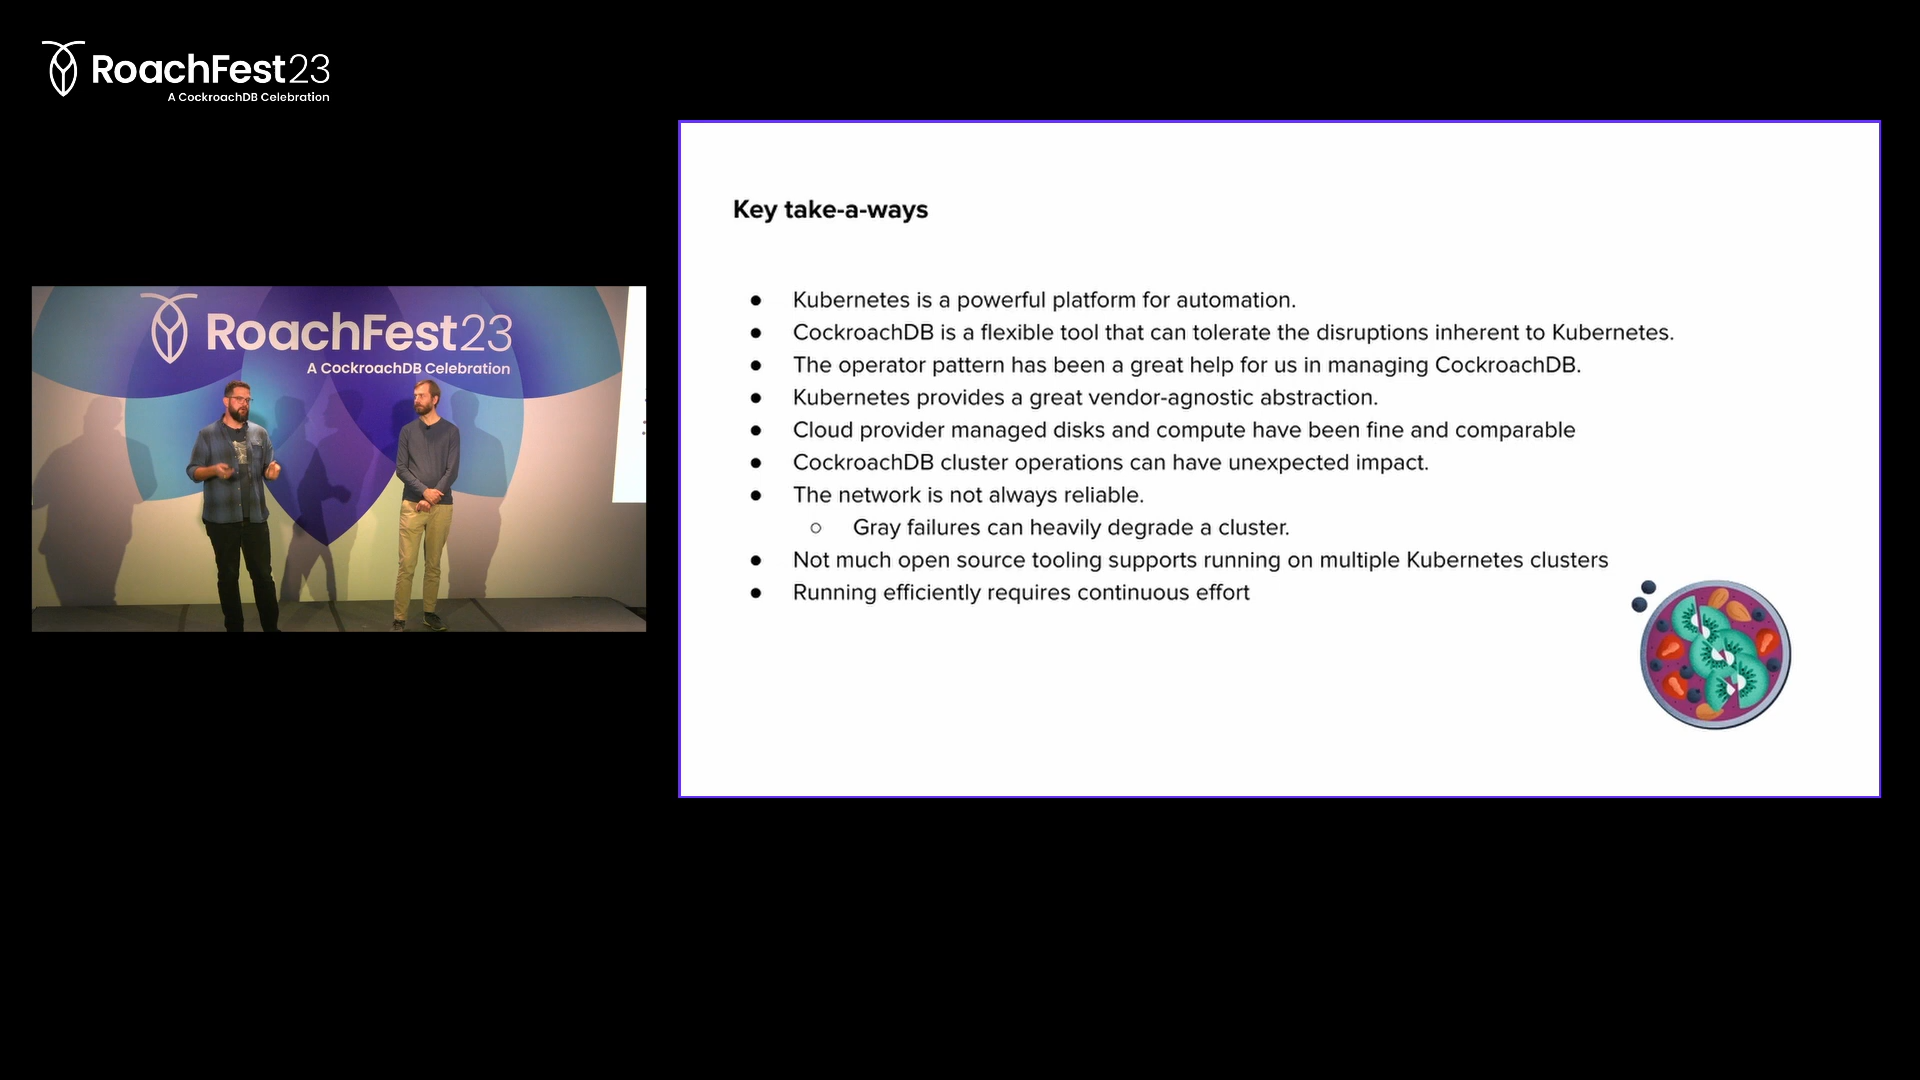 RoachFest23
A CockroachDB Celebration
RoachFest23
A CockroachDB Celebration
Key take-a-ways
● Kubernetes is a powerful platform for automation.
● CockroachDB is a flexible tool that can tolerate the disruptions inherent to Kubernetes.
● The operator pattern has been a great help for us in managing CockroachDB.
● Kubernetes provides a great vendor-agnostic abstraction.
● Cloud provider managed disks and compute have been fine and comparable
● CockroachDB cluster operations can have unexpected impact.
● The network is not always reliable.
○ Gray failures can heavily degrade a cluster.
● Not much open source tooling supports running on multiple Kubernetes clusters
● Running efficiently requires continuous effort